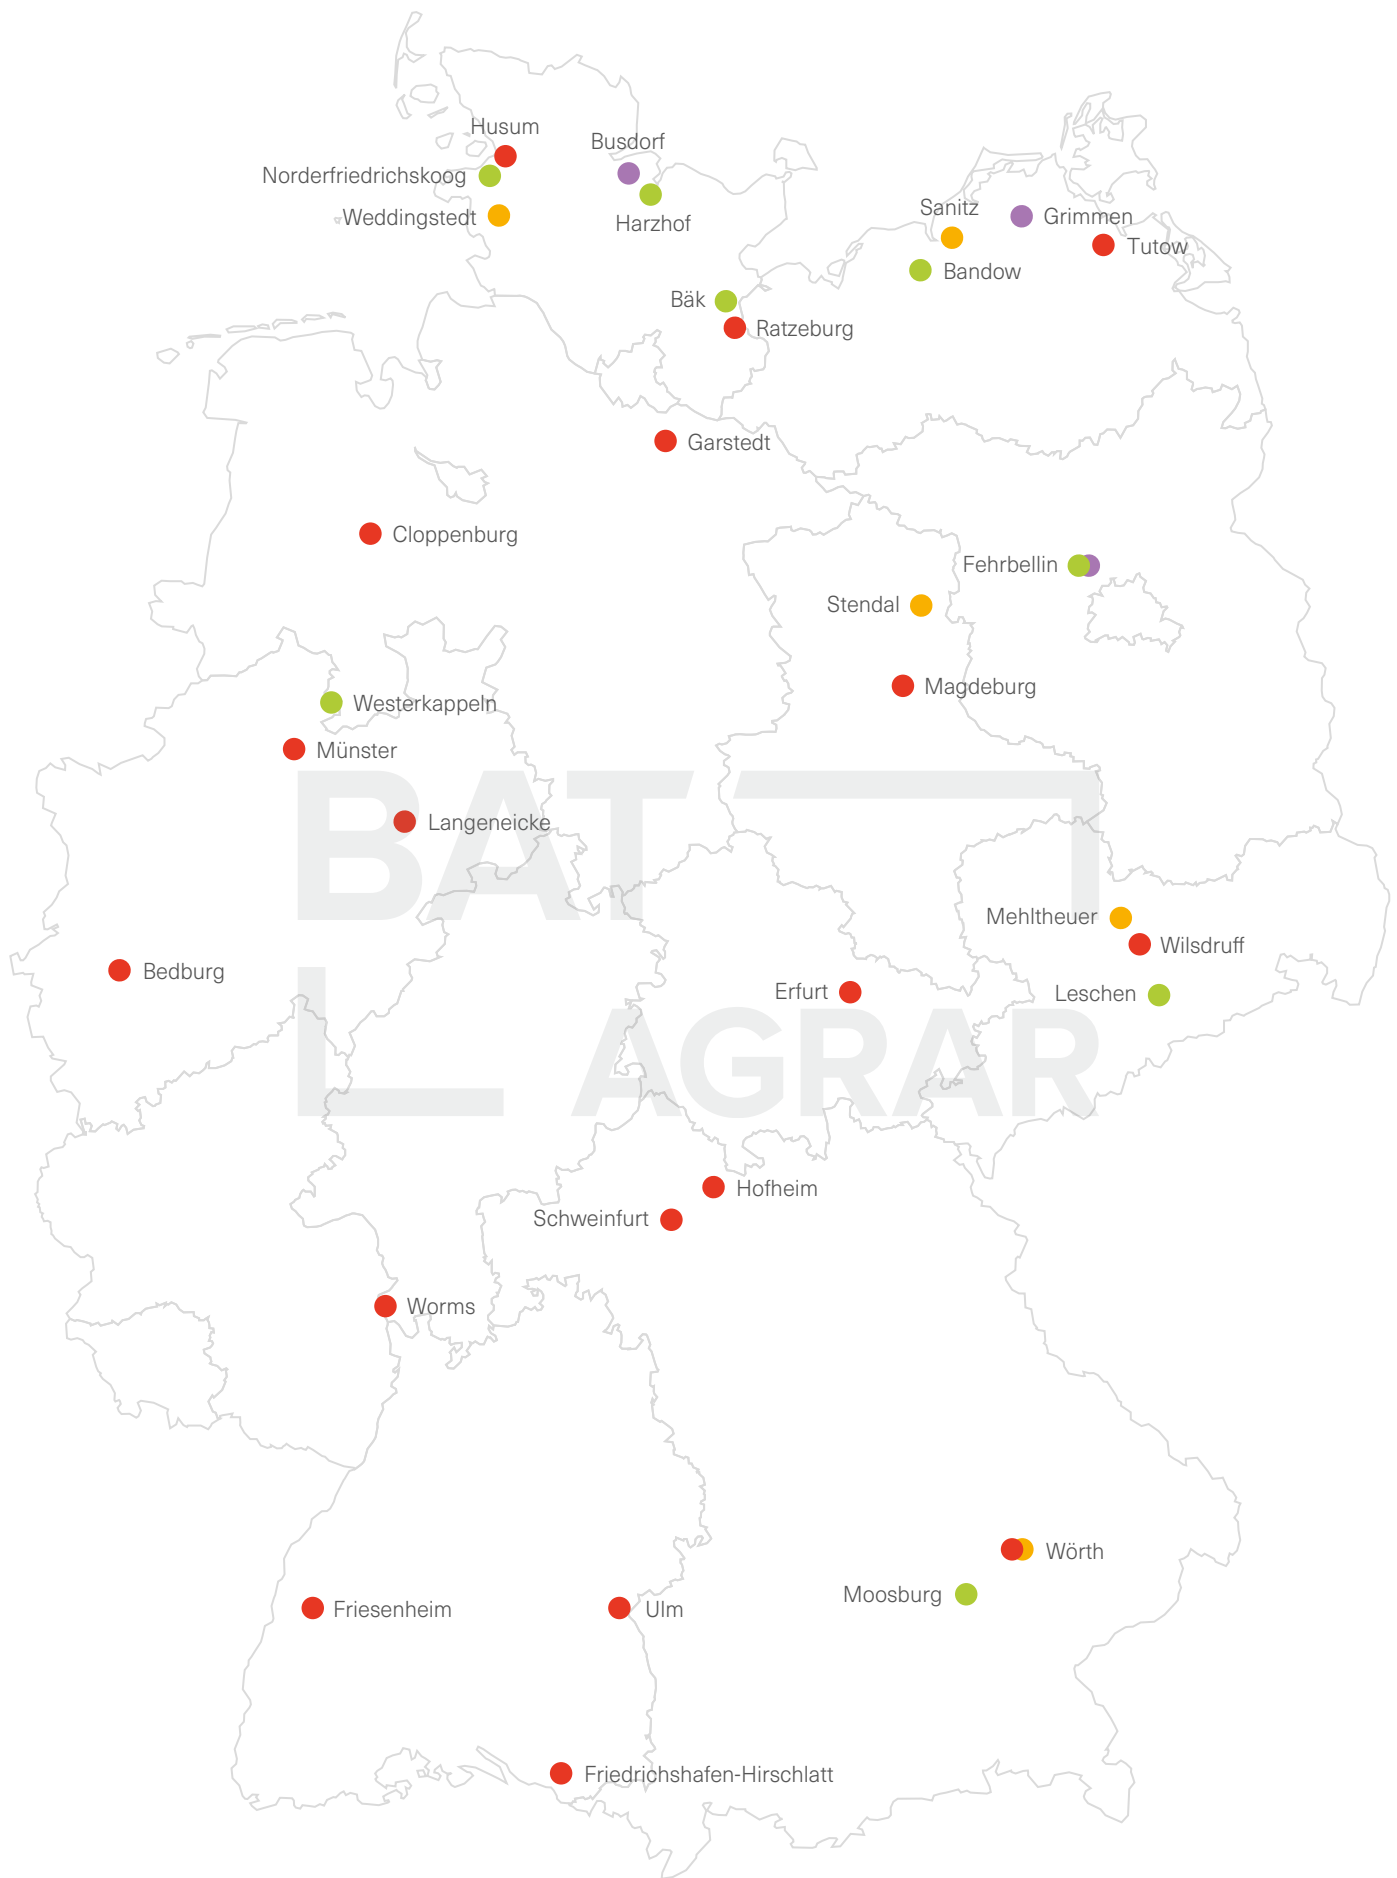 Husum
Busdorf
Norderfriedrichskoog
Weddingstedt
Harzhof
Sanitz
Grimmen
Tutow
Bandow
Bäk
Ratzeburg
Garstedt
Cloppenburg
Fehrbellin
Stendal
Magdeburg
Westerkappeln
Münster
BAT
Langeneicke
Mehltheuer
Wilsdruff
Bedburg
Erfurt
Leschen
AGRAR
Hofheim
Schweinfurt
Worms
Wörth
Moosburg
Friesenheim
Ulm
Friedrichshafen-Hirschlatt